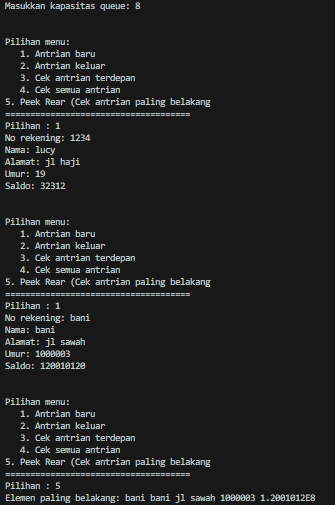 Masukkan kapasitas queue: 8
Pilihan menu:
1. Antrian baru
2. Antrian keluar
3. Cek antrian terdepan
4. Cek semua antrian
5. Peek Rear (Cek antrian paling belakang
=====================================
Pilihan : 1
No rekening: 1234
Nama: lucy
Alamat: jl haji
Umur: 19
Saldo: 32312
Pilihan menu:
1. Antrian baru
2. Antrian keluar
3. Cek antrian terdepan
4. Cek semua antrian
5. Peek Rear (Cek antrian paling belakang
=====================================
Pilihan : 1
No rekening: bani
Nama: bani
Alamat: jl sawah
Umur: 1000003
Saldo: 120010120
Pilihan menu:
1. Antrian baru
2. Antrian keluar
3. Cek antrian terdepan
4. Cek semua antrian
5. Peek Rear (Cek antrian paling belakang
=====================================
Pilihan : 5
Elemen paling belakang: bani bani jl sawah 1000003 1.2001012E8